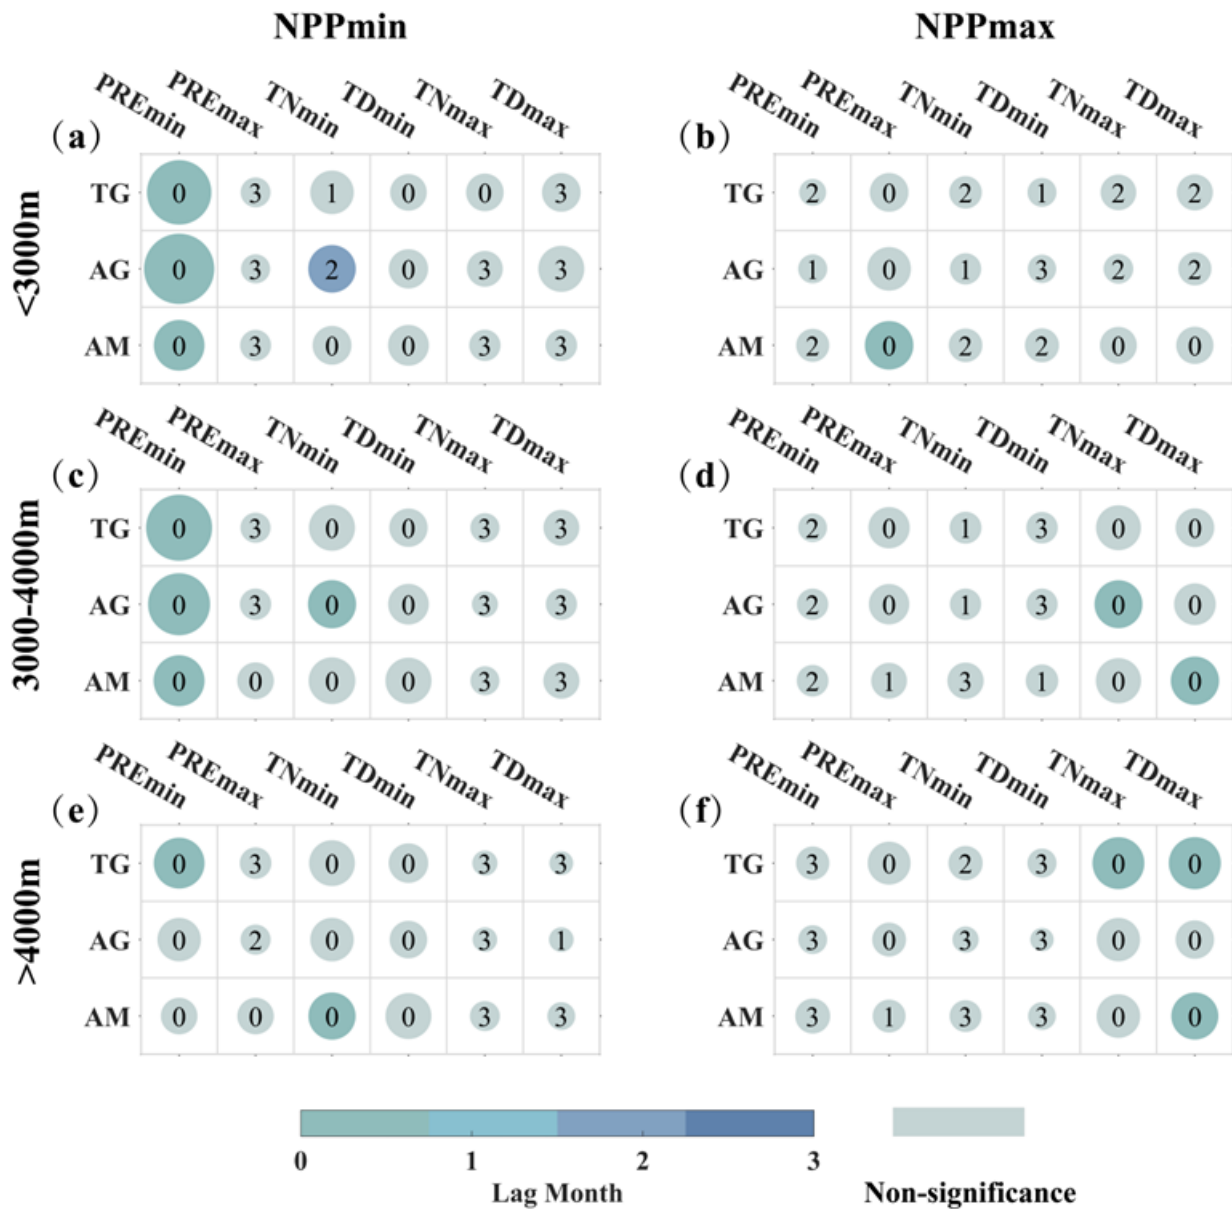 NPPmin NPPmax
PREmin PREmax TNmin TDmin TNmax TDmax PREmin PREmax TNmin TDmin TNmax TDmax
(a) (b)
<3000m
TG 0 3 1 0 0 3 TG 2 0 2 1 2 2
AG 0 3 2 0 3 3 AG 1 0 1 3 2 2
AM 0 3 0 0 3 3 AM 2 0 2 2 0 0
PREmin PREmax TNmin TDmin TNmax TDmax PREmin PREmax TNmin TDmin TNmax TDmax
(c) (d)
3000-4000m
TG 0 3 0 0 3 3 TG 2 0 1 3 0 0
AG 0 3 0 0 3 3 AG 2 0 1 3 0 0
AM 0 0 0 0 3 3 AM 2 1 3 1 0 0
PREmin PREmax TNmin TDmin TNmax TDmax PREmin PREmax TNmin TDmin TNmax TDmax
(e) (f)
>4000m
TG 0 3 0 0 3 3 TG 3 0 2 3 0 0
AG 0 2 0 0 3 1 AG 3 0 3 3 0 0
AM 0 0 0 0 3 3 AM 3 1 3 3 0 0
0 1 2 3
Lag Month Non-significance